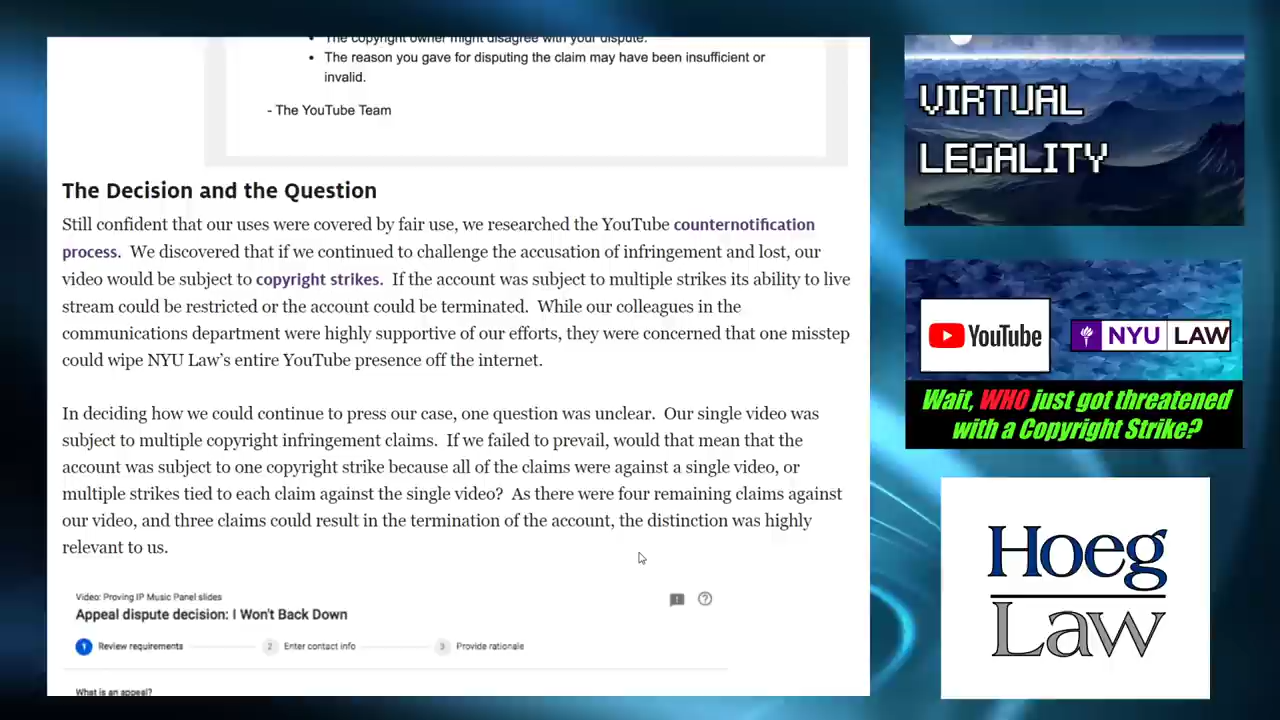 • The copyright owner might disagree with your dispute.
• The reason you gave for disputing the claim may have been insufficient or
invalid.
- The YouTube Team
The Decision and the Question
Still confident that our uses were covered by fair use, we researched the YouTube counternotification
process.  We discovered that if we continued to challenge the accusation of infringement and lost, our
video would be subject to copyright strikes.  If the account was subject to multiple strikes its ability to live
stream could be restricted or the account could be terminated.  While our colleagues in the
communications department were highly supportive of our efforts, they were concerned that one misstep
could wipe NYU Law’s entire YouTube presence off the internet.
In deciding how we could continue to press our case, one question was unclear.  Our single video was
subject to multiple copyright infringement claims.  If we failed to prevail, would that mean that the
account was subject to one copyright strike because all of the claims were against a single video, or
multiple strikes tied to each claim against the single video?  As there were four remaining claims against
our video, and three claims could result in the termination of the account, the distinction was highly
relevant to us.
Video: Proving IP Music Panel slides
Appeal dispute decision: I Won't Back Down
1 Review requirements
2 Enter contact info
3 Provide rationale
What is an appeal?
VIRTUAL
LEGALITY
YouTube
NYU LAW
Wait, WHO just got threatened
with a Copyright Strike?
Hoeg
Law